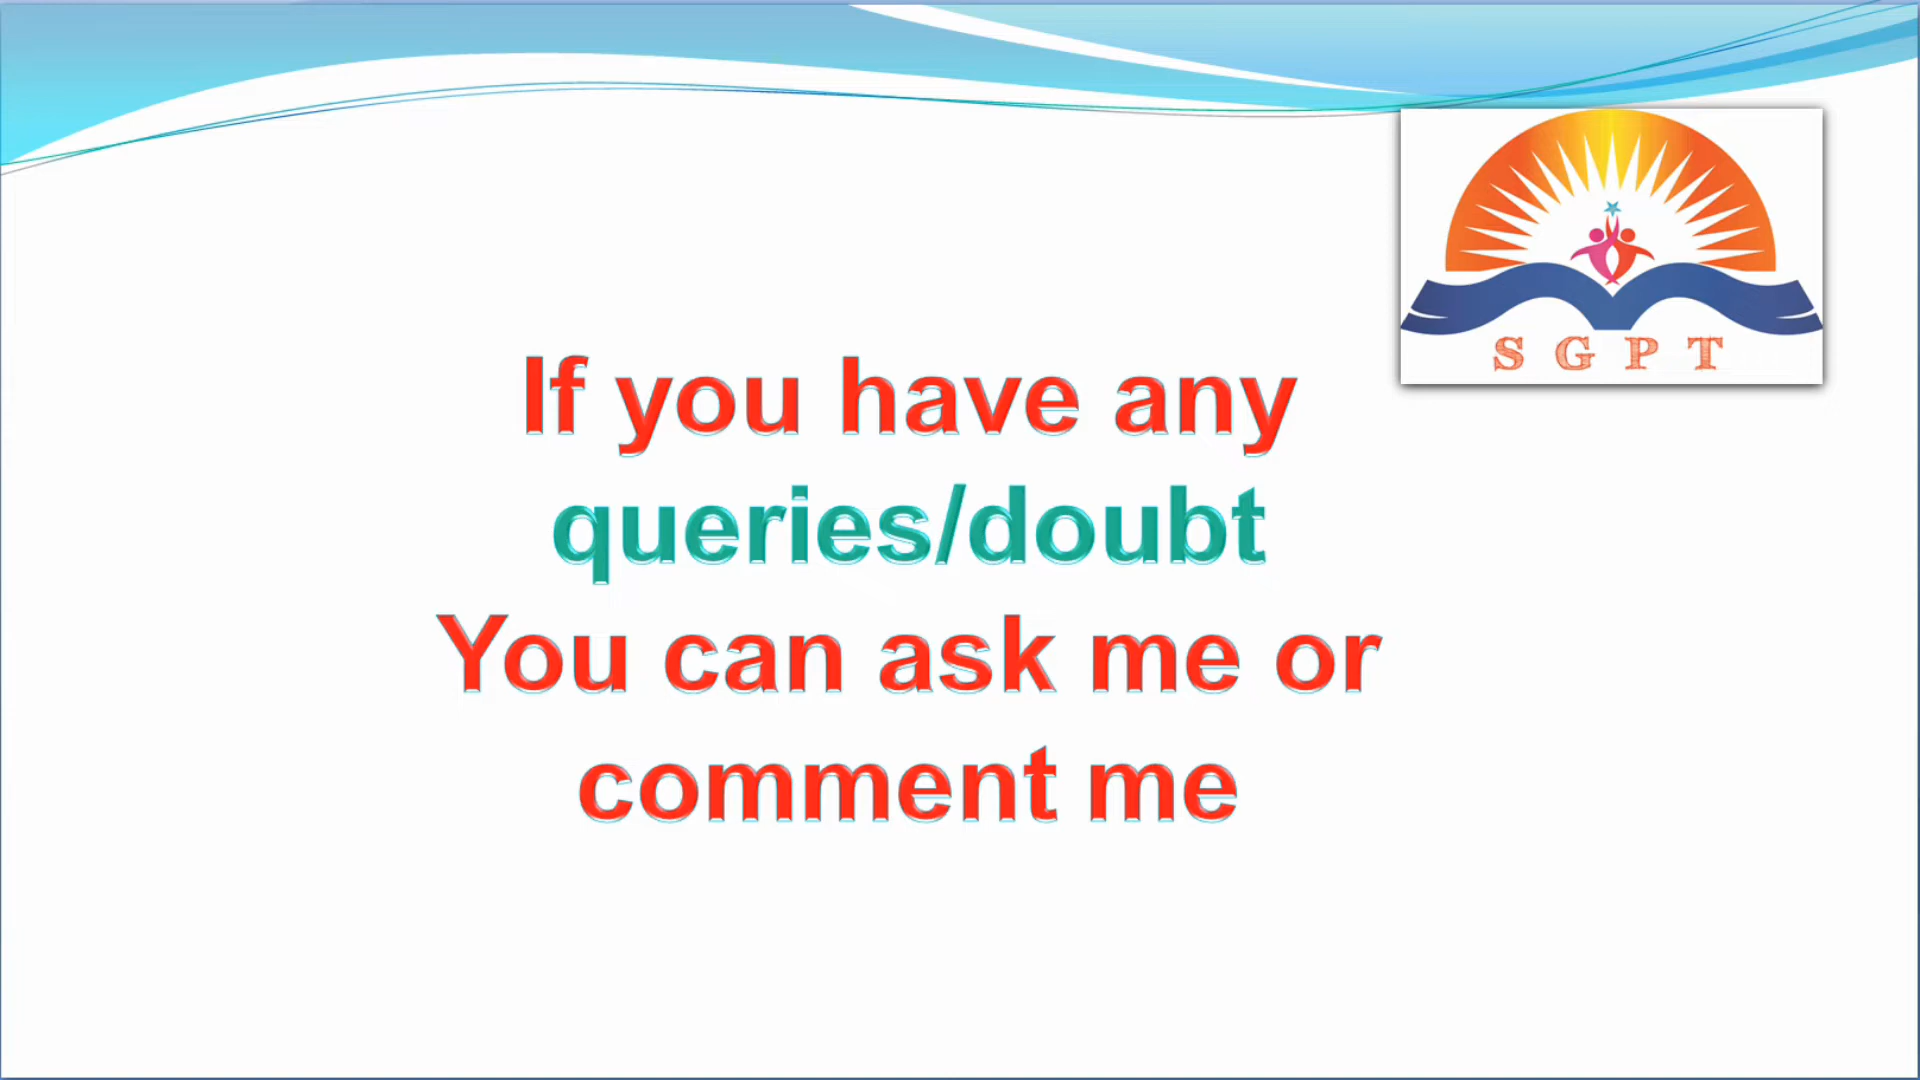 S G P T
If you have any
queries/doubt
You can ask me or
comment me